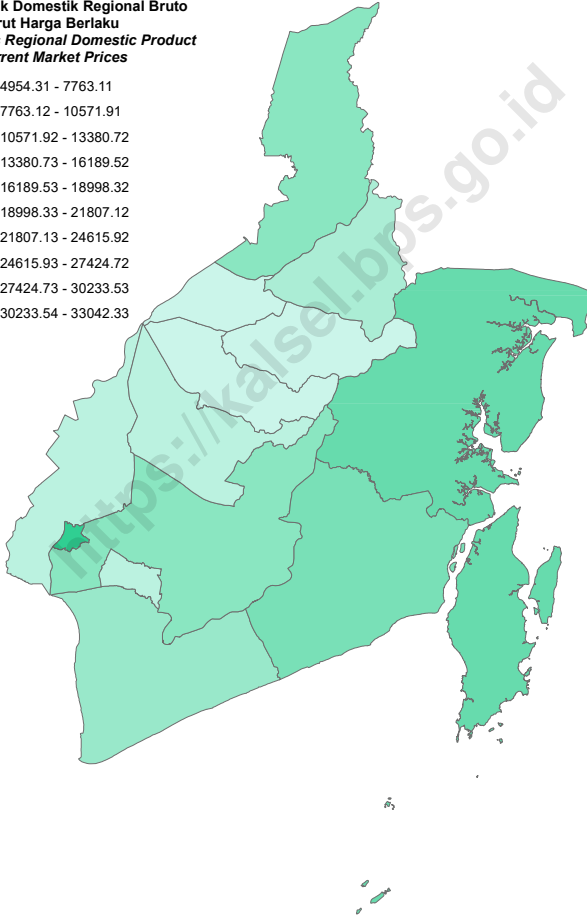 k Domestik Regional Bruto
rut Harga Berlaku
s Regional Domestic Product
rrent Market Prices
4954.31 - 7763.11
7763.12 - 10571.91
10571.92 - 13380.72
13380.73 - 16189.52
16189.53 - 18998.32
18998.33 - 21807.12
21807.13 - 24615.92
24615.93 - 27424.72
27424.73 - 30233.53
30233.54 - 33042.33
https://kalsel.bps.go.id